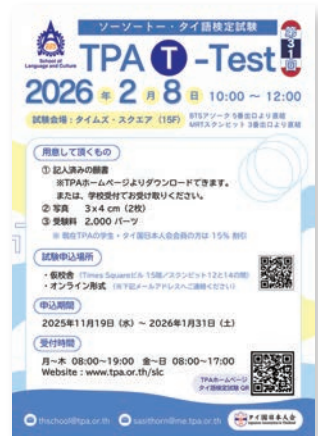 ソーソートー・タイ語検定試験
School of
Language and Culture
TPA T -Test
第31回
2026 年 2 月 8 日 10:00 ～ 12:00
試験会場：タイムズ・スクエア（15F）
BTSアソーク 5番出口より直結
MRTスクンビット 3番出口より直結
用意して頂くもの
① 記入済みの願書
※TPAホームページよりダウンロードできます。
または、学校受付でお受け取りください。
② 写真 3x4 cm（2枚）
③ 受験料 2,000 バーツ
※ 現在TPAの学生・タイ国日本人会会員の方は 15% 割引
試験申込場所
・仮校舎（Times Squareビル 15階／スクンビット12と14の間）
・オンライン形式（※下記メールアドレスへご連絡ください）
申込期間
2025年11月19日（水）～ 2026年1月31日（土）
受付時間
月～木 08:00～19:00 金～日 08:00～17:00
Website : www.tpa.or.th/slc
TPAホームページ
タイ語検定試験 QR
thschool@tpa.or.th
sasithorn@me.tpa.or.th
タイ国日本人会